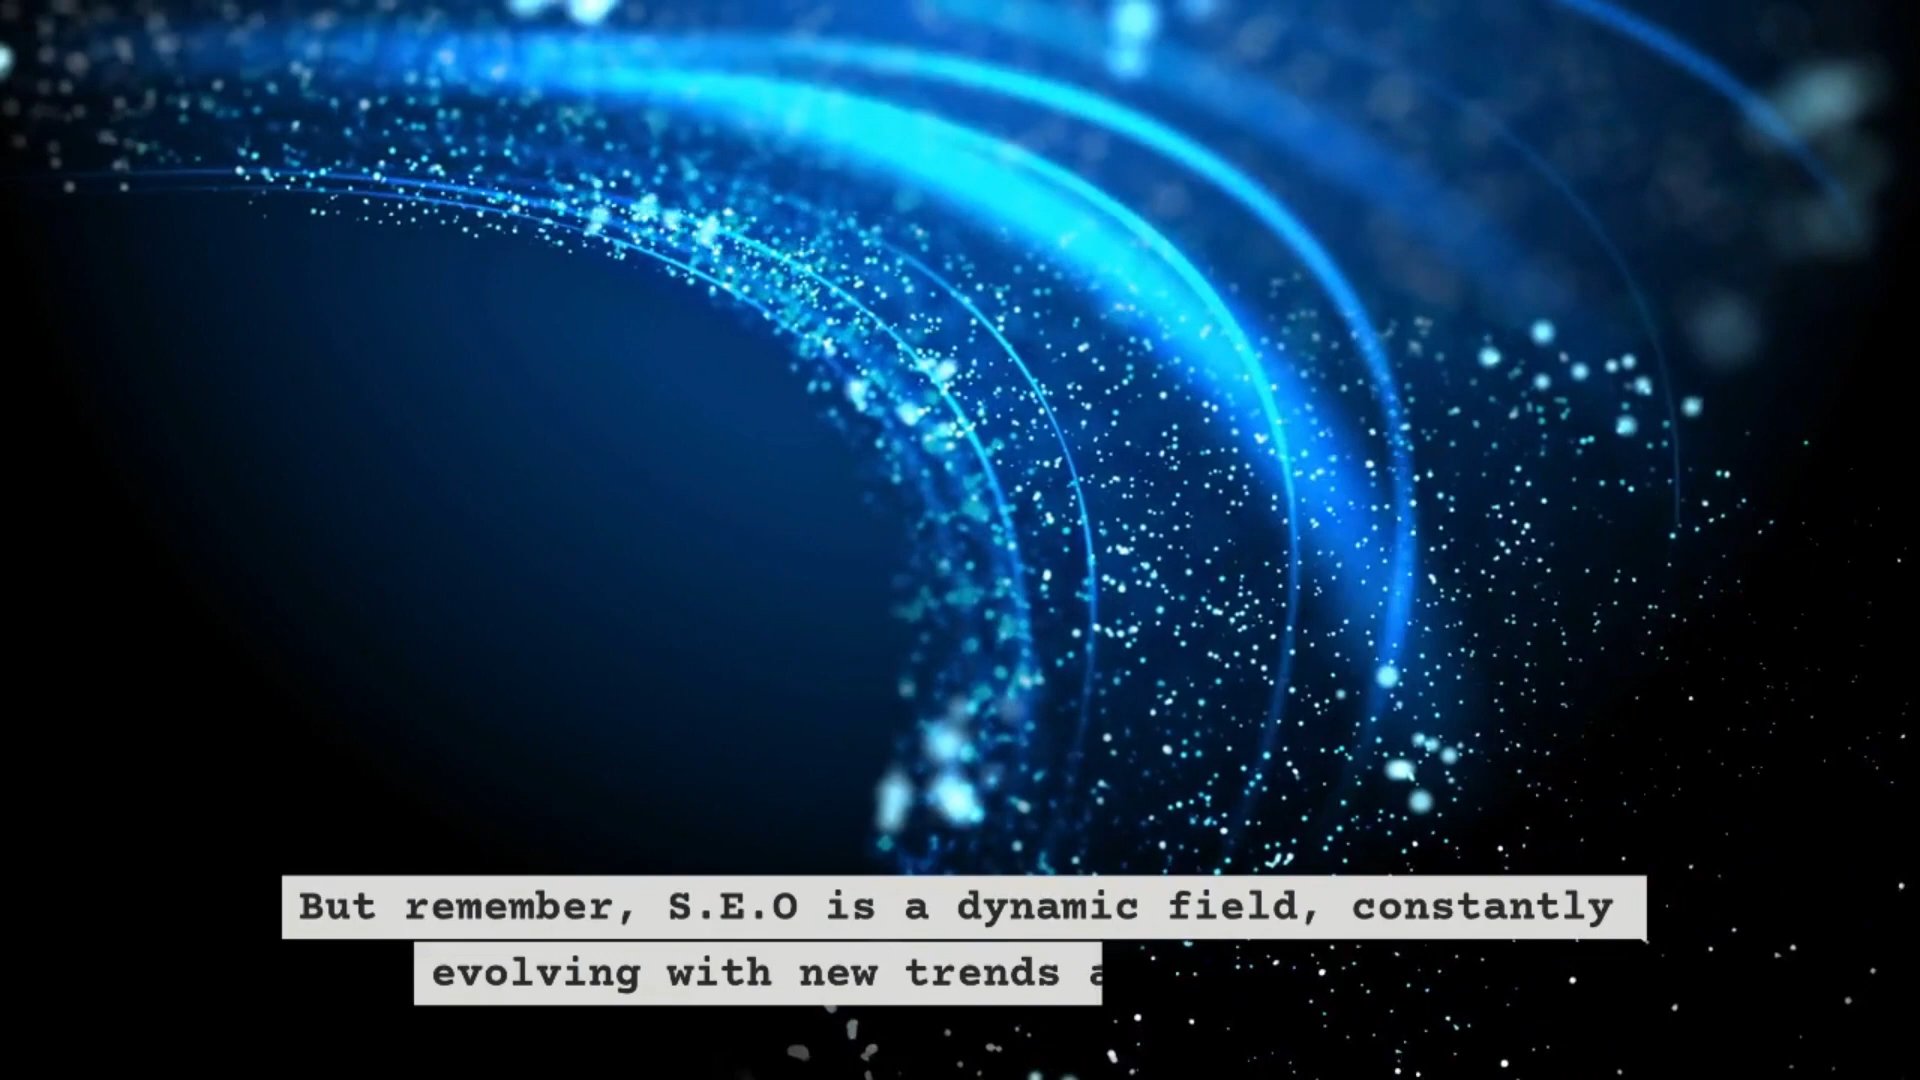 But remember, S.E.O is a dynamic field, constantly
evolving with new trends